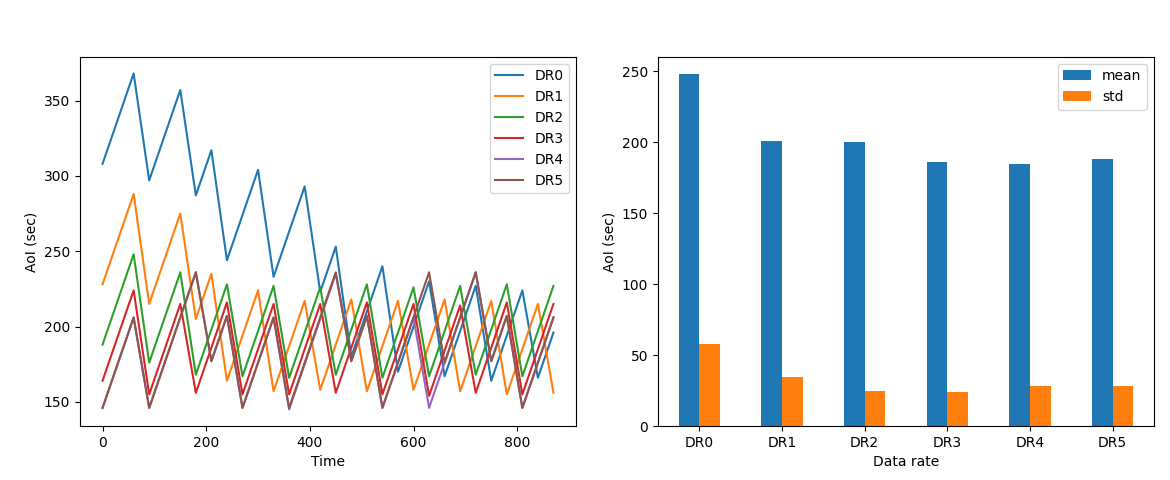 AoI (sec)
350
300
250
200
150
0
200
400
600
800
Time
DR0
DR1
DR2
DR3
DR4
DR5
AoI (sec)
250
200
150
100
50
0
DR0
DR1
DR2
DR3
DR4
DR5
Data rate
mean
std